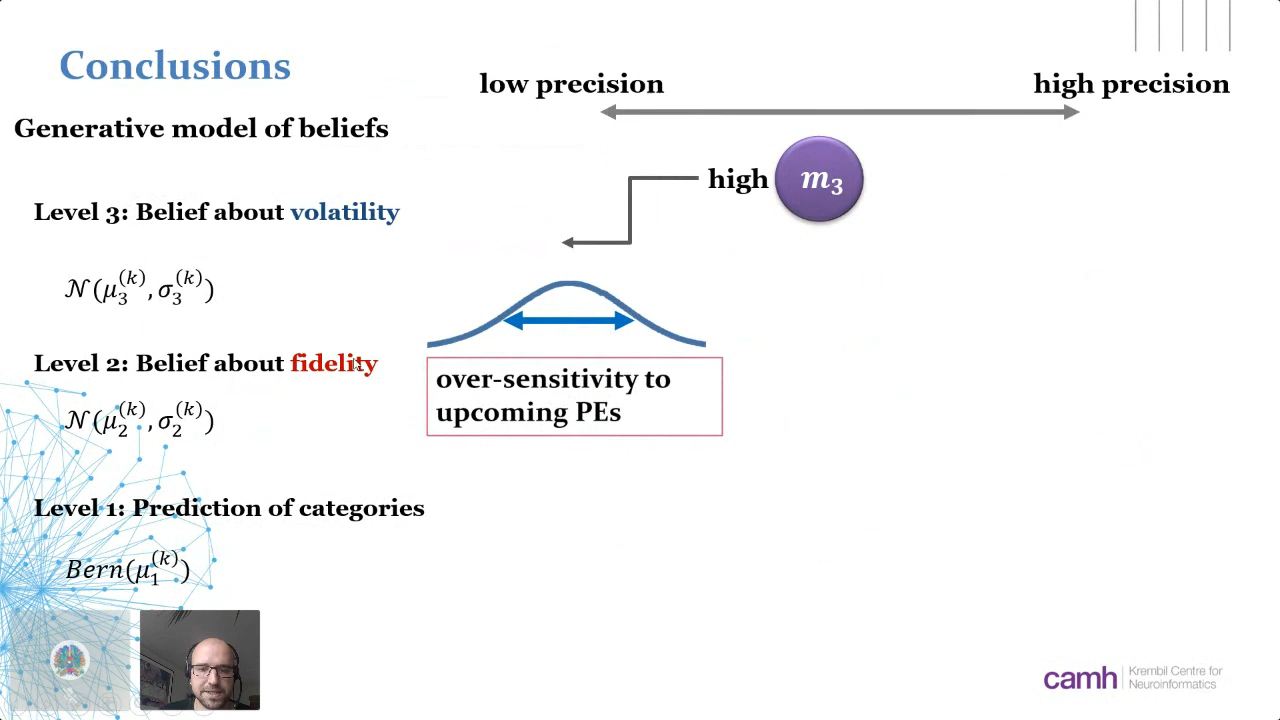 Conclusions
low precision
high precision
Generative model of beliefs
high m₃
Level 3: Belief about volatility
𝒩(μ₃⁽ᵏ⁾, σ₃⁽ᵏ⁾)
Level 2: Belief about fidelity
over-sensitivity to
upcoming PEs
𝒩(μ₂⁽ᵏ⁾, σ₂⁽ᵏ⁾)
Level 1: Prediction of categories
Bern(μ₁⁽ᵏ⁾)
camh
Krembil Centre for
Neuroinformatics